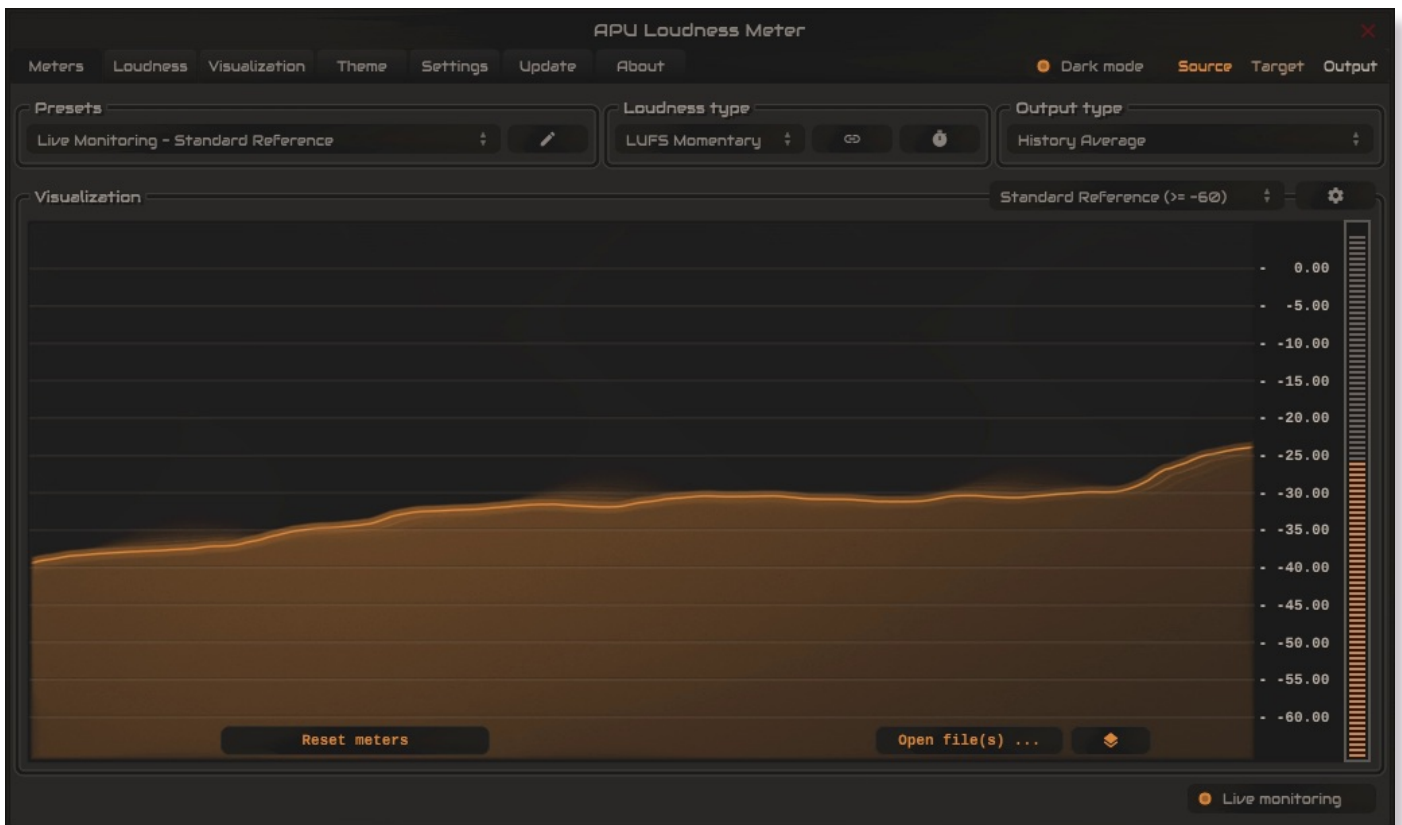 APU Loudness Meter
Meters Loudness Visualization Theme Settings Update About Dark mode Source Target Output
Presets Loudness type Output type
Live Monitoring - Standard Reference LUFS Momentary History Average
Visualization Standard Reference (>= -60)
- 0.00
- -5.00
- -10.00
- -15.00
- -20.00
- -25.00
- -30.00
- -35.00
- -40.00
- -45.00
- -50.00
- -55.00
- -60.00
Reset meters Open file(s) ...
Live monitoring